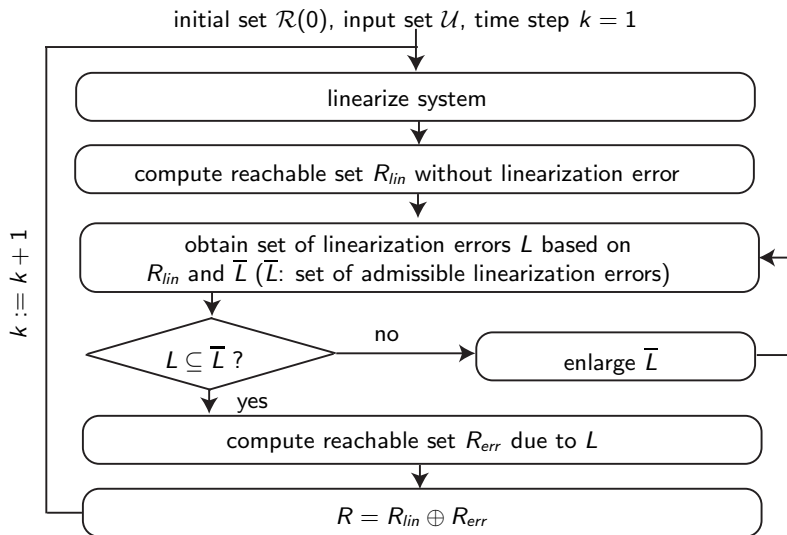 initial set ℛ(0), input set 𝒰, time step k = 1
linearize system
compute reachable set R_lin without linearization error
obtain set of linearization errors L based on
R_lin and L̅ (L̅: set of admissible linearization errors)
k := k + 1
L ⊆ L̅ ?
no
enlarge L̅
yes
compute reachable set R_err due to L
R = R_lin ⊕ R_err